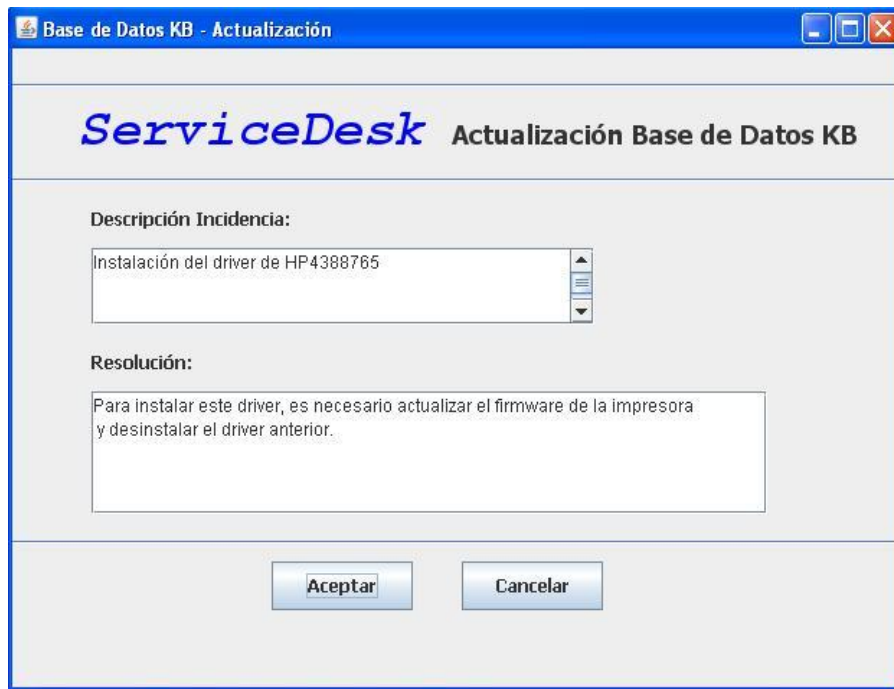 Base de Datos KB - Actualización
ServiceDesk Actualización Base de Datos KB
Descripción Incidencia:
Instalación del driver de HP4388765
Resolución:
Para instalar este driver, es necesario actualizar el firmware de la impresora
y desinstalar el driver anterior.
Aceptar Cancelar